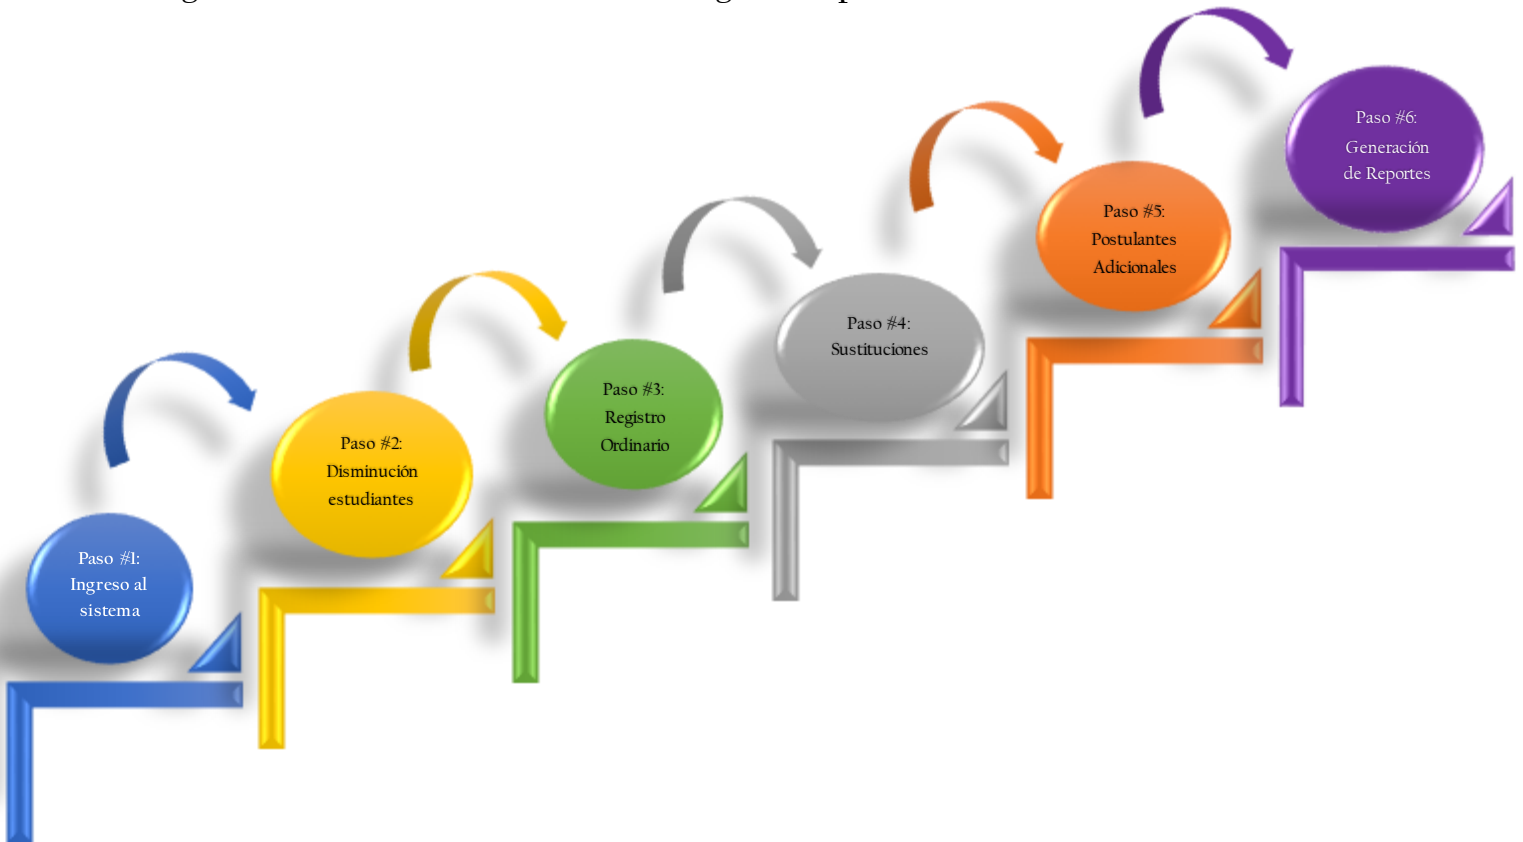 Paso #1:
Ingreso al
sistema
Paso #2:
Disminución
estudiantes
Paso #3:
Registro
Ordinario
Paso #4:
Sustituciones
Paso #5:
Postulantes
Adicionales
Paso #6:
Generación
de Reportes